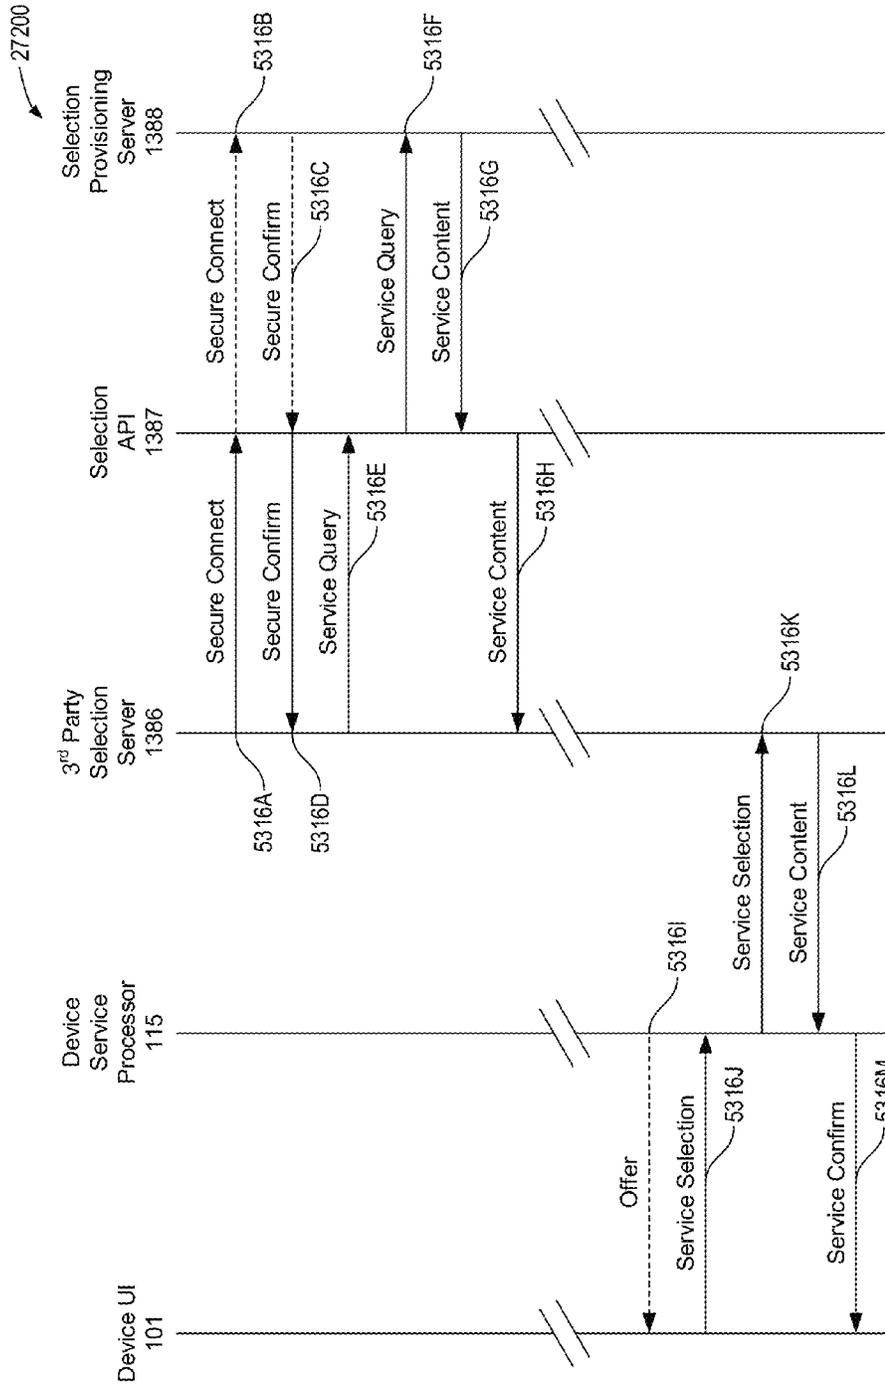 27200
Device UI
101
Device
Service
Processor
115
3rd Party
Selection
Server
1386
Selection
API
1387
Selection
Provisioning
Server
1388
5316A
Secure Connect
Secure Connect
5316B
5316D
Secure Confirm
Secure Confirm
5316C
Service Query
5316E
Service Query
5316F
Service Content
5316G
Service Content
5316H
Offer
5316I
Service Selection
5316J
Service Selection
5316K
Service Content
5316L
Service Confirm
5316M